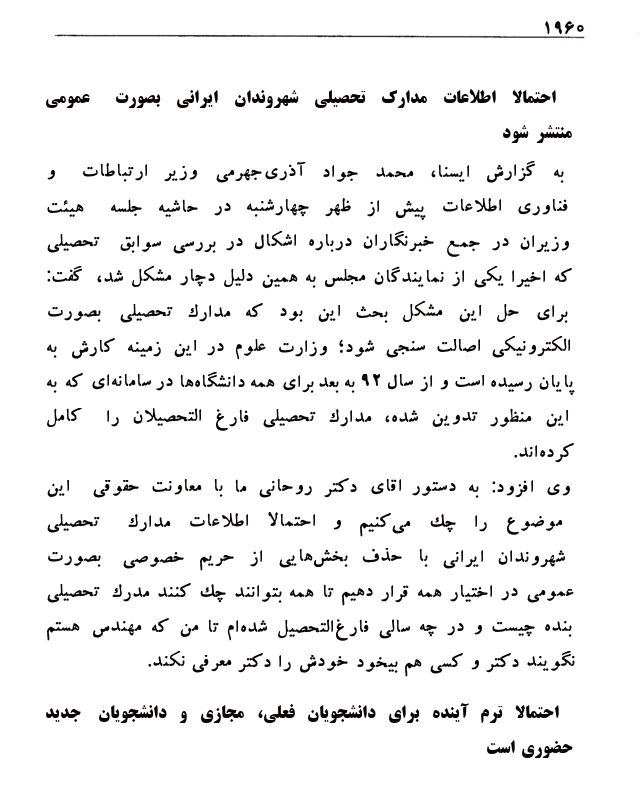 ۱۹۶۰
احتمالا اطلاعات مدارک تحصیلی شهروندان ایرانی بصورت عمومی
منتشر شود
به گزارش ایسنا، محمد جواد آذری‌جهرمی وزیر ارتباطات و
فناوری اطلاعات پیش از ظهر چهارشنبه در حاشیه جلسه هیئت
وزیران در جمع خبرنگاران درباره اشکال در بررسی سوابق تحصیلی
که اخیرا یکی از نمایندگان مجلس به همین دلیل دچار مشکل شد، گفت:
برای حل این مشکل بحث این بود که مدارك تحصیلی بصورت
الکترونیکی اصالت سنجی شود؛ وزارت علوم در این زمینه کارش به
پایان رسیده است و از سال ۹۲ به بعد برای همه دانشگاه‌ها در سامانه‌ای که به
این منظور تدوین شده، مدارك تحصیلی فارغ التحصیلان را کامل
کرده‌اند.
وی افزود: به دستور اقای دکتر روحانی ما با معاونت حقوقی این
موضوع را چك می‌کنیم و احتمالا اطلاعات مدارك تحصیلی
شهروندان ایرانی با حذف بخش‌هایی از حریم خصوصی بصورت
عمومی در اختیار همه قرار دهیم تا همه بتوانند چك کنند مدرك تحصیلی
بنده چیست و در چه سالی فارغ‌التحصیل شده‌ام تا من که مهندس هستم
نگویند دکتر و کسی هم بیخود خودش را دکتر معرفی نکند.
احتمالا ترم آینده برای دانشجویان فعلی، مجازی و دانشجویان جدید
حضوری است